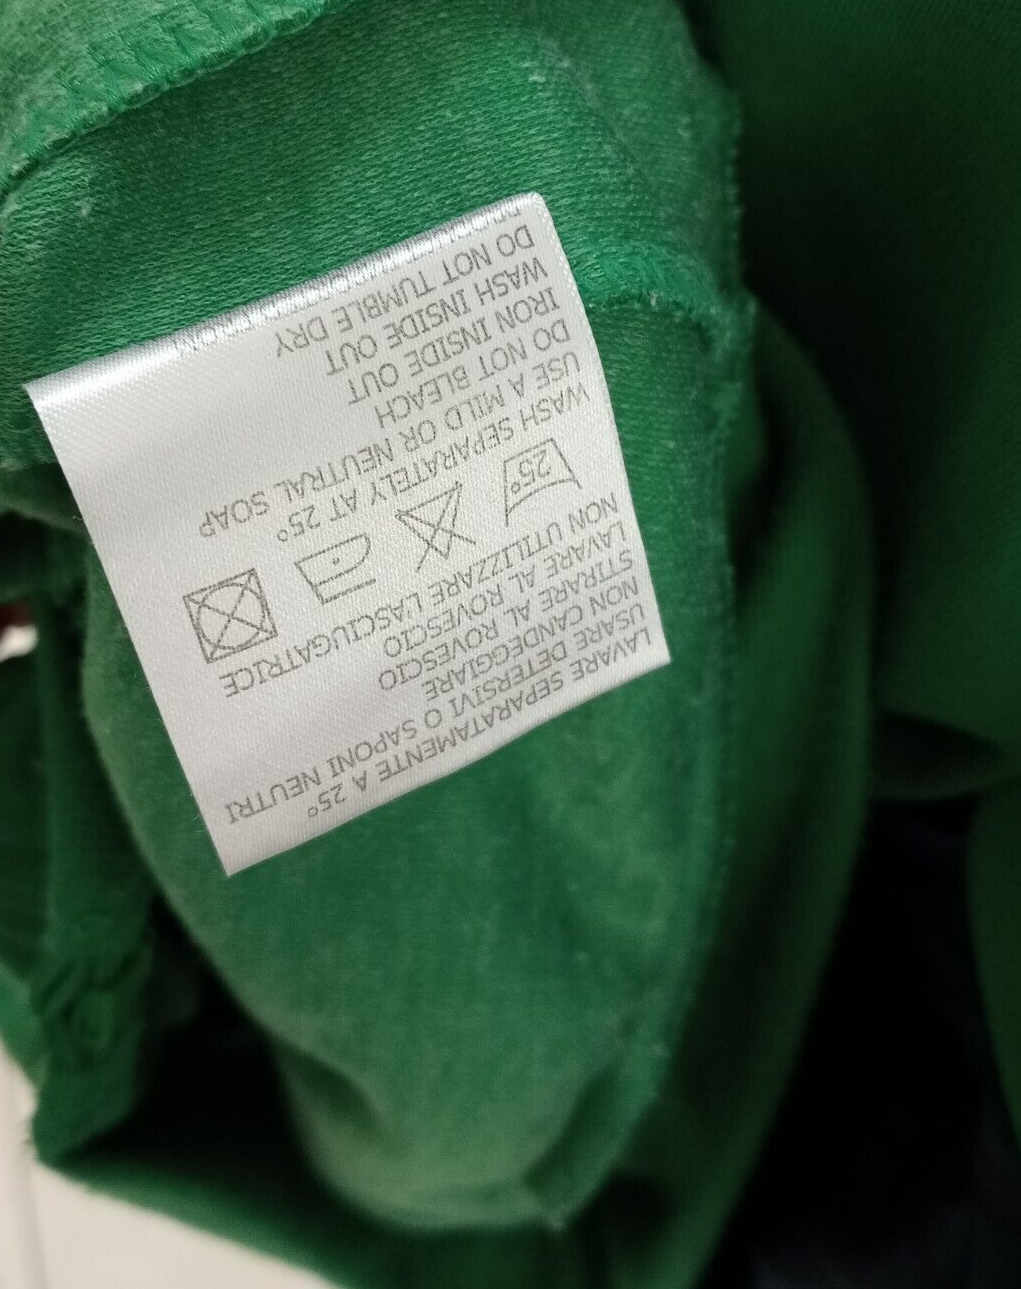 LAVARE SEPARATAMENTE A 25°
USARE DETERSIVI O SAPONI NEUTRI
NON CANDEGGIARE
STIRARE AL ROVESCIO
LAVARE AL ROVESCIO
NON UTILIZZARE L'ASCIUGATRICE
25°
WASH SEPARATELY AT 25°
USE A MILD OR NEUTRAL SOAP
DO NOT BLEACH
IRON INSIDE OUT
WASH INSIDE OUT
DO NOT TUMBLE DRY